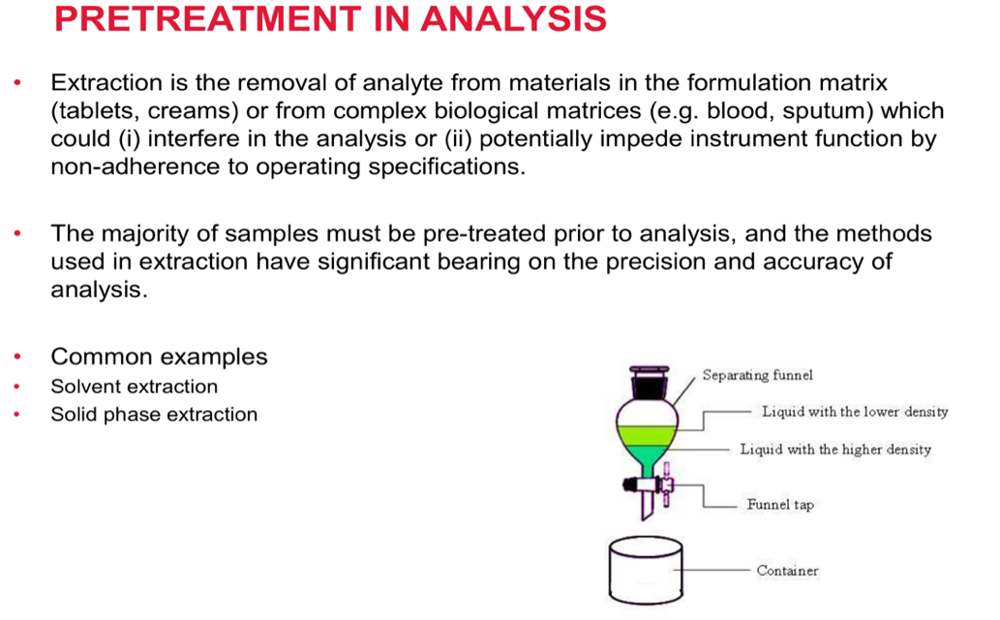 PRETREATMENT IN ANALYSIS
• Extraction is the removal of analyte from materials in the formulation matrix
(tablets, creams) or from complex biological matrices (e.g. blood, sputum) which
could (i) interfere in the analysis or (ii) potentially impede instrument function by
non-adherence to operating specifications.
• The majority of samples must be pre-treated prior to analysis, and the methods
used in extraction have significant bearing on the precision and accuracy of
analysis.
• Common examples
• Solvent extraction
• Solid phase extraction
Separating funnel
Liquid with the lower density
Liquid with the higher density
Funnel tap
Container